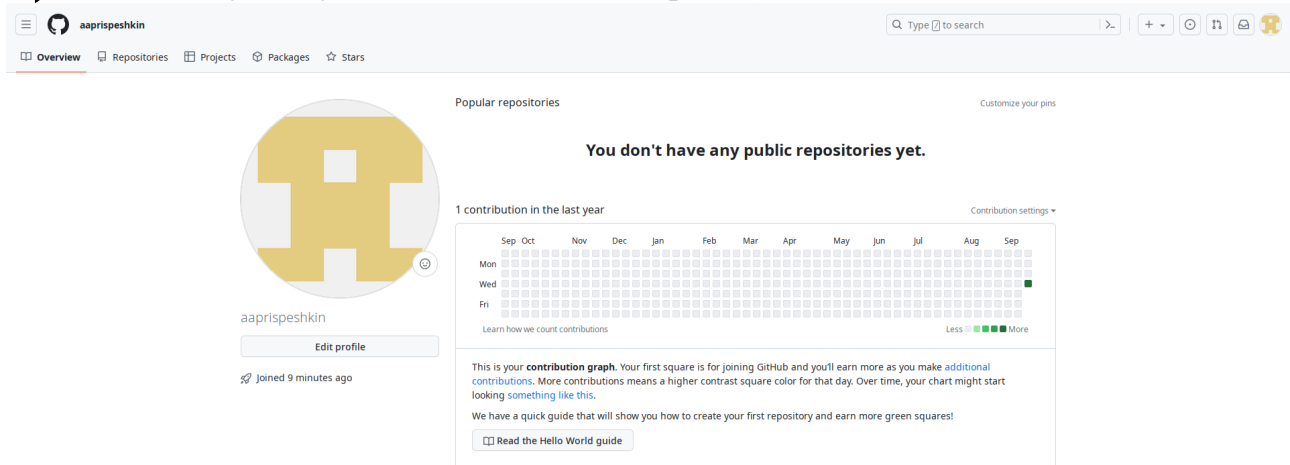 aaprispeshkin
Type / to search
Overview Repositories Projects Packages Stars
Popular repositories
Customize your pins
You don't have any public repositories yet.
1 contribution in the last year
Contribution settings
Sep Oct Nov Dec Jan Feb Mar Apr May Jun Jul Aug Sep
Mon
Wed
Fri
Learn how we count contributions
Less More
aaprispeshkin
Edit profile
Joined 9 minutes ago
This is your contribution graph. Your first square is for joining GitHub and you'll earn more as you make additional
contributions. More contributions means a higher contrast square color for that day. Over time, your chart might start
looking something like this.
We have a quick guide that will show you how to create your first repository and earn more green squares!
Read the Hello World guide